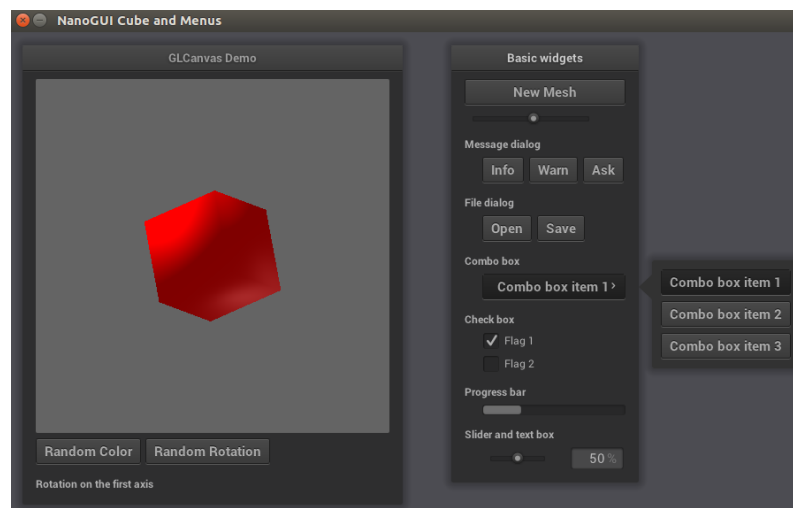 NanoGUI Cube and Menus
GLCanvas Demo
Random Color Random Rotation
Rotation on the first axis
Basic widgets
New Mesh
Message dialog
Info Warn Ask
File dialog
Open Save
Combo box
Combo box item 1
Check box
Flag 1
Flag 2
Progress bar
Slider and text box
50 %
Combo box item 1
Combo box item 2
Combo box item 3